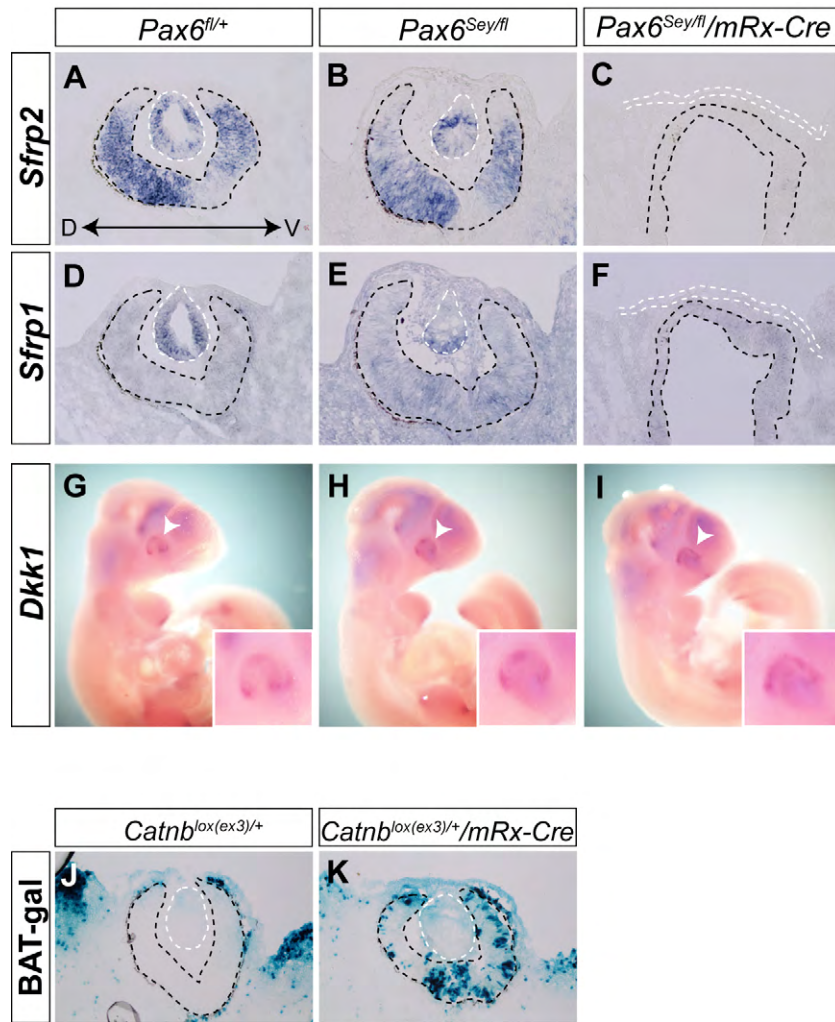 Pax6fl/+ Pax6Sey/fl Pax6Sey/fl/mRx-Cre
Sfrp2
A B C
D V
Sfrp1
D E F
Dkk1
G H I
Catnblox(ex3)/+ Catnblox(ex3)/+/mRx-Cre
BAT-gal
J K